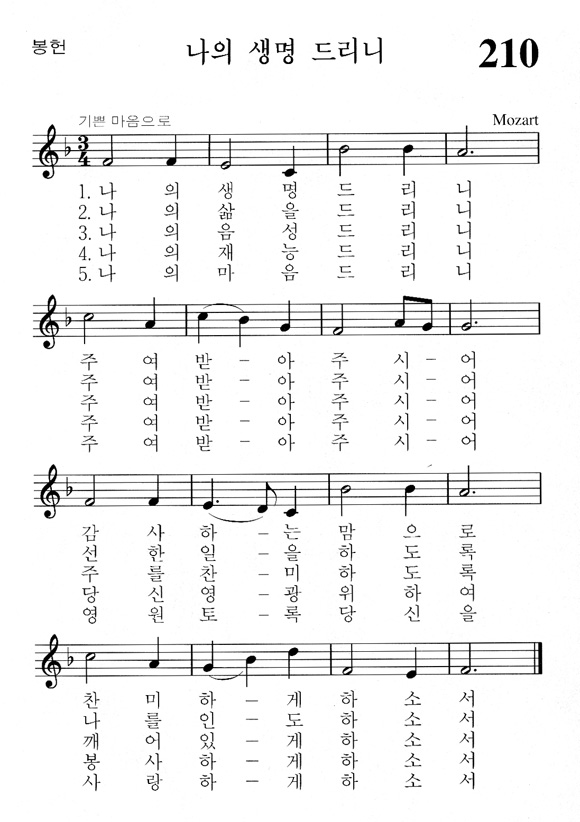 봉헌
나의 생명 드리니
210
기쁜 마음으로
Mozart
1. 나 의 생 명 드 리 니
2. 나 의 삶 을 드 리 니
3. 나 의 음 성 드 리 니
4. 나 의 재 능 드 리 니
5. 나 의 마 음 드 리 니
주 여 받 - 아 주 시 - 어
주 여 받 - 아 주 시 - 어
주 여 받 - 아 주 시 - 어
주 여 받 - 아 주 시 - 어
주 여 받 - 아 주 시 - 어
감 사 하 - 는 맘 으 로
선 한 일 - 을 하 도 록
주 를 찬 - 미 하 도 록
당 신 영 - 광 위 하 여
영 원 토 - 록 당 신 을
찬 미 하 - 게 하 소 서
나 를 인 - 도 하 소 서
깨 어 있 - 게 하 소 서
봉 사 하 - 게 하 소 서
사 랑 하 - 게 하 소 서